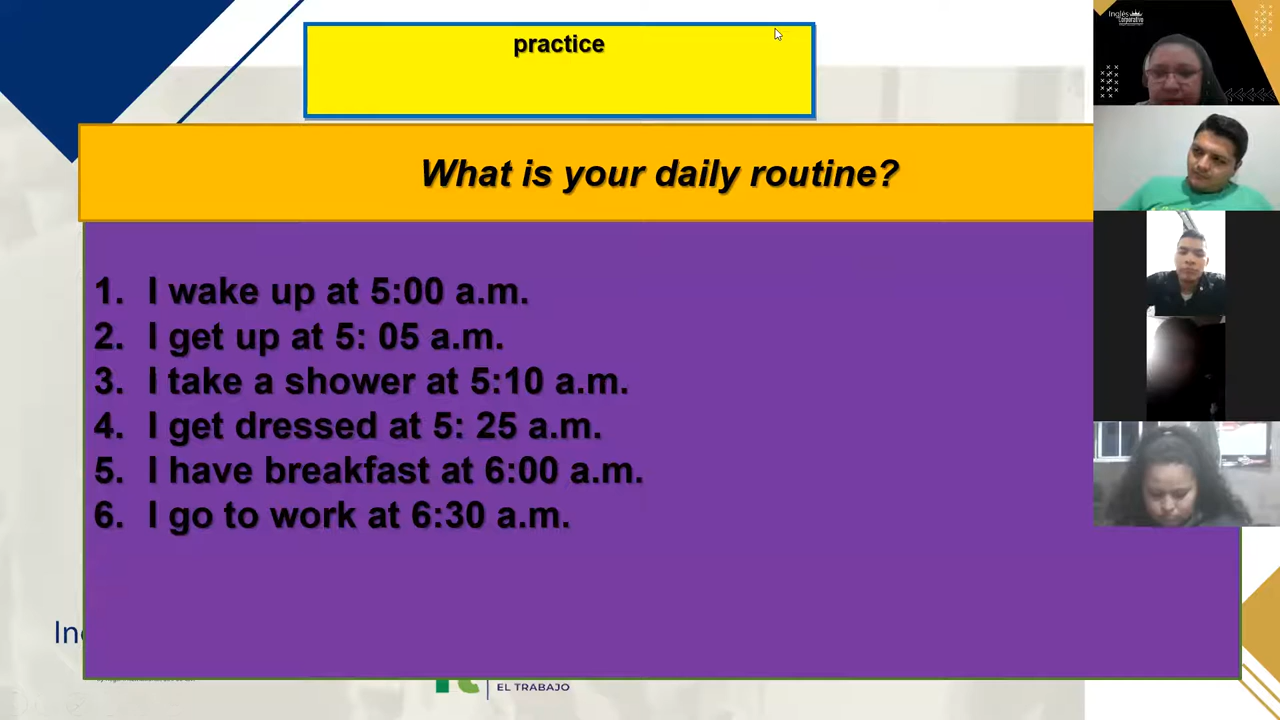 practice
What is your daily routine?
1. I wake up at 5:00 a.m.
2. I get up at 5: 05 a.m.
3. I take a shower at 5:10 a.m.
4. I get dressed at 5: 25 a.m.
5. I have breakfast at 6:00 a.m.
6. I go to work at 6:30 a.m.
EL TRABAJO
Inglés
Corporativo